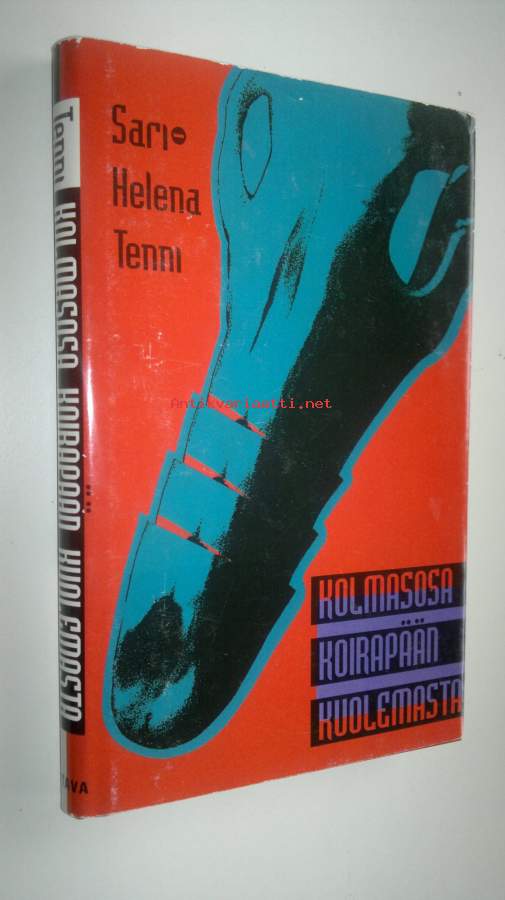 Sari-
Helena
Tenni
Antikvariaatti.net
KOLMASOSA
KOIRAPÄÄN
KUOLEMASTA
Tenni KOLMASOSA KOIRAPÄÄN KUOLEMASTA